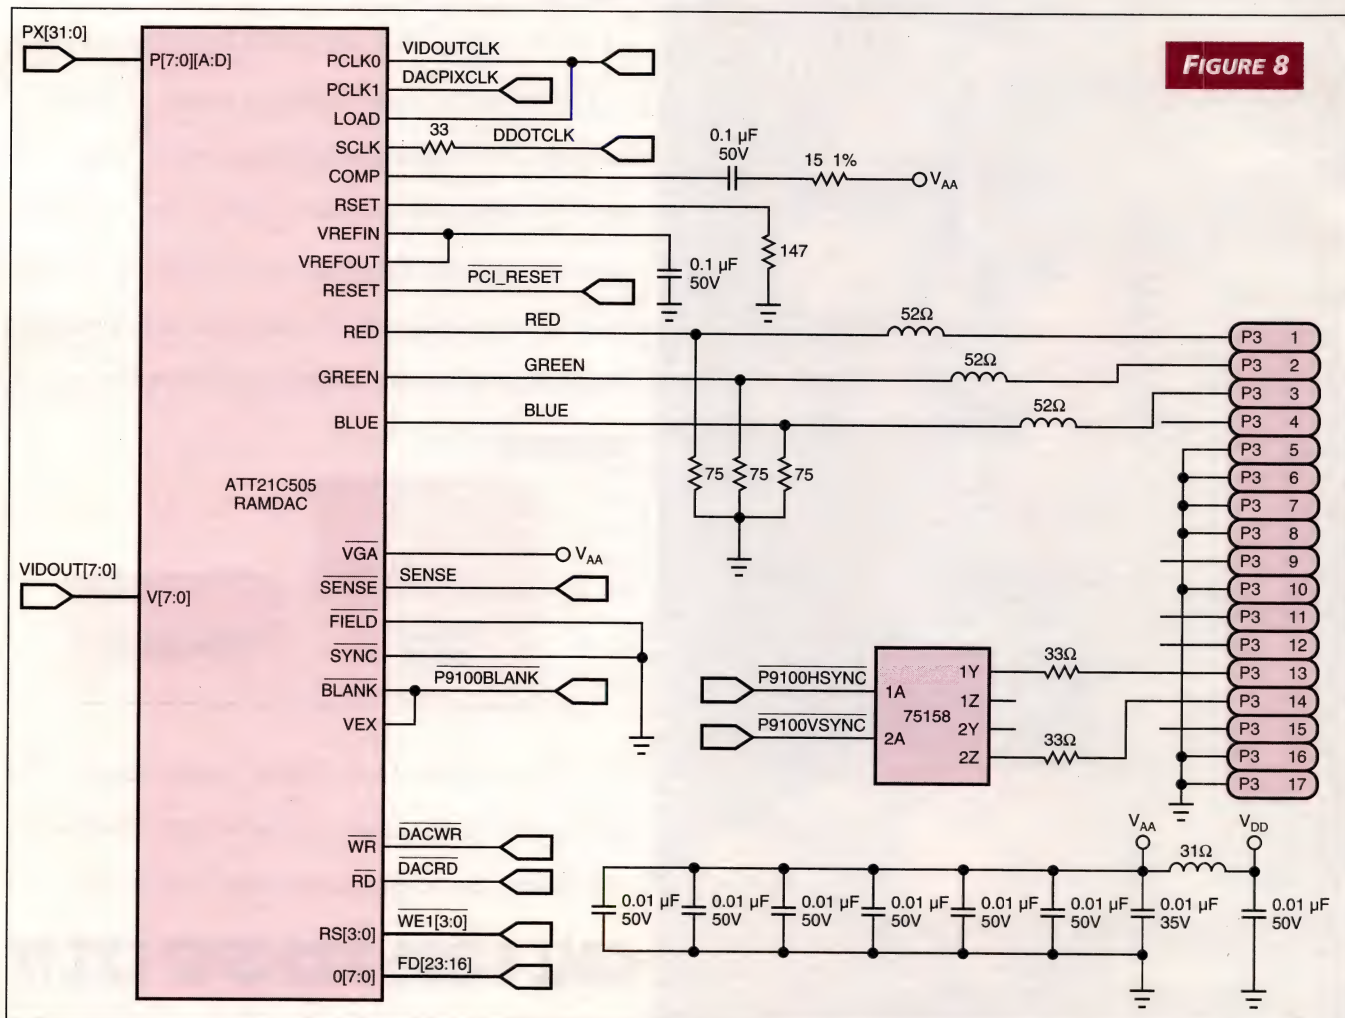 PX[31:0]
P[7:0][A:D]
PCLK0
VIDOUTCLK
PCLK1
DACPIXCLK
LOAD
SCLK
33
DDOTCLK
COMP
0.1 µF
50V
15 1%
VAA
RSET
147
VREFIN
VREFOUT
0.1 µF
50V
RESET
PCI_RESET
RED
RED
52Ω
GREEN
GREEN
52Ω
BLUE
BLUE
52Ω
75
75
75
FIGURE 8
P3 1
P3 2
P3 3
P3 4
P3 5
P3 6
P3 7
P3 8
P3 9
P3 10
P3 11
P3 12
P3 13
P3 14
P3 15
P3 16
P3 17
ATT21C505
RAMDAC
VIDOUT[7:0]
V[7:0]
VGA
VAA
SENSE
SENSE
FIELD
SYNC
BLANK
P9100BLANK
VEX
P9100HSYNC
P9100VSYNC
1A
2A
75158
1Y
1Z
2Y
2Z
33Ω
33Ω
WR
DACWR
RD
DACRD
RS[3:0]
WE1[3:0]
0[7:0]
FD[23:16]
VAA
VDD
31Ω
0.01 µF
50V
0.01 µF
50V
0.01 µF
50V
0.01 µF
50V
0.01 µF
50V
0.01 µF
50V
0.01 µF
35V
0.01 µF
50V